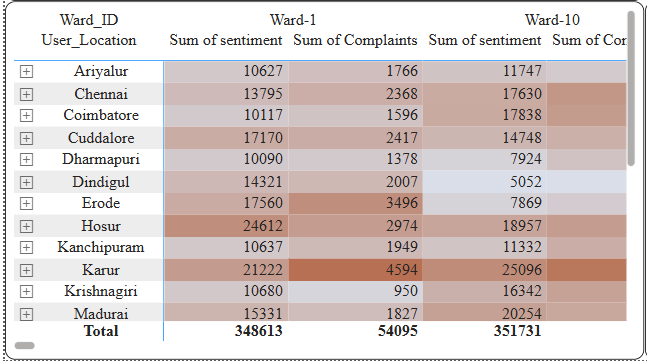 Ward_ID Ward-1 Ward-10
User_Location Sum of sentiment Sum of Complaints Sum of sentiment Sum of Con
Ariyalur 10627 1766 11747
Chennai 13795 2368 17630
Coimbatore 10117 1596 17838
Cuddalore 17170 2417 14748
Dharmapuri 10090 1378 7924
Dindigul 14321 2007 5052
Erode 17560 3496 7869
Hosur 24612 2974 18957
Kanchipuram 10637 1949 11332
Karur 21222 4594 25096
Krishnagiri 10680 950 16342
Madurai 15331 1827 20254
Total 348613 54095 351731